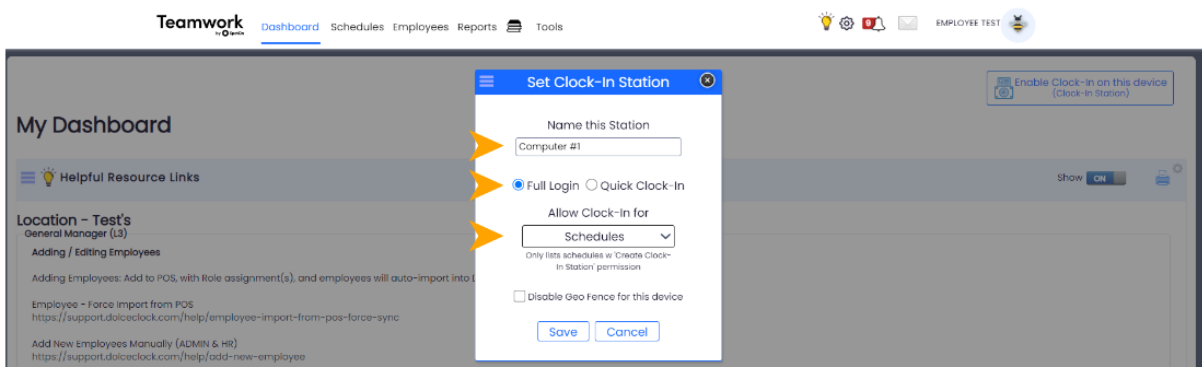 Teamwork
by SpotOn
Dashboard Schedules Employees Reports Tools
9
EMPLOYEE TEST
Set Clock-In Station
Enable Clock-In on this device
(Clock-In Station)
My Dashboard
Name this Station
Computer #1
Helpful Resource Links
Show ON
Full Login Quick Clock-In
Allow Clock-In for
Schedules
Only lists schedules w 'Create Clock-
In Station' permission
Disable Geo Fence for this device
Save Cancel
Location - Test's
General Manager (L3)
Adding / Editing Employees
Adding Employees: Add to POS, with Role assignment(s), and employees will auto-import into
Employee - Force Import from POS
https://support.dolceclock.com/help/employee-import-from-pos-force-sync
Add New Employees Manually (ADMIN & HR)
https://support.dolceclock.com/help/add-new-employee